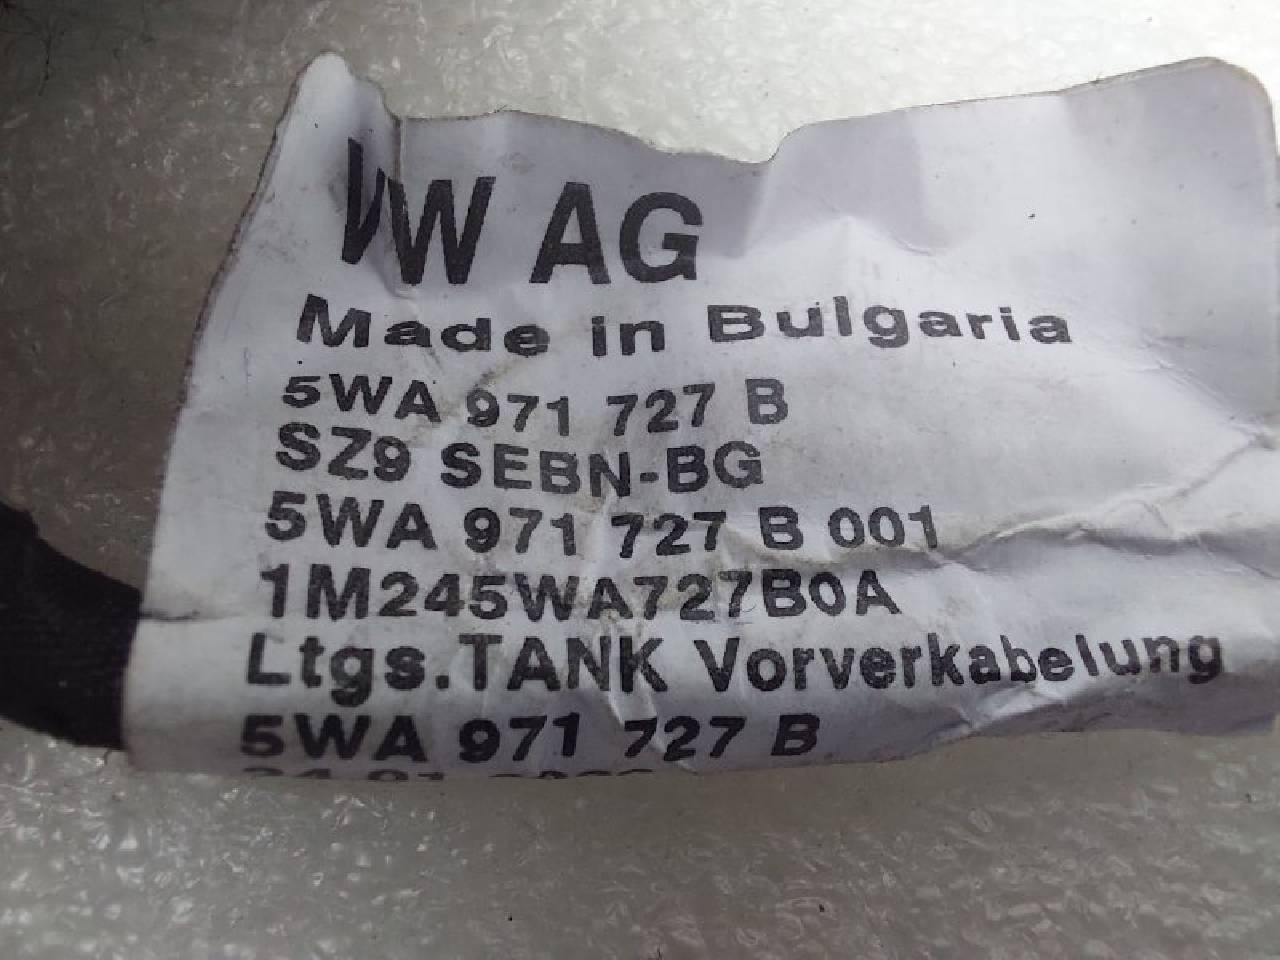 VW AG
Made in Bulgaria
5WA 971 727 B
SZ9 SEBN-BG
5WA 971 727 B 001
1M245WA727B0A
Ltgs.TANK Vorverkabelung
5WA 971 727 B